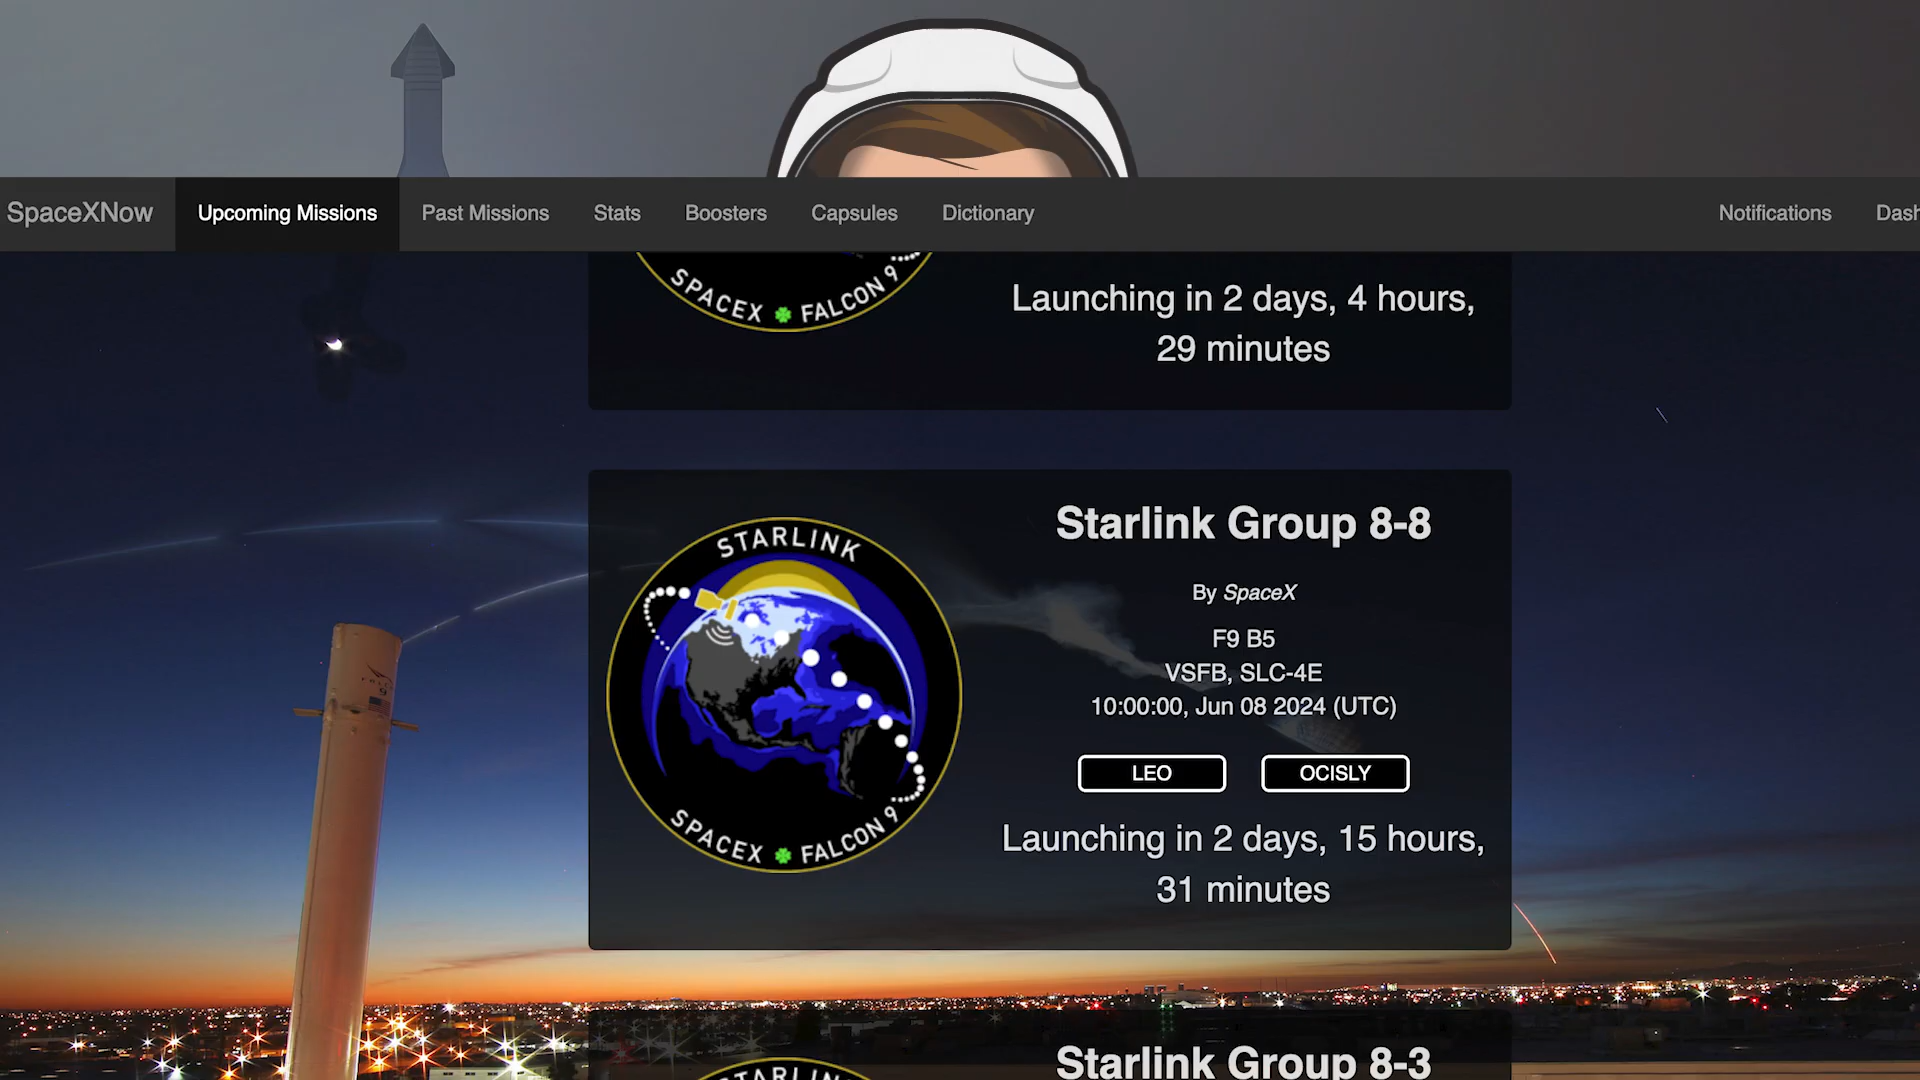 SpaceXNow Upcoming Missions Past Missions Stats Boosters Capsules Dictionary Notifications Dash
SPACEX FALCON 9
Launching in 2 days, 4 hours,
29 minutes
STARLINK
SPACEX FALCON 9
Starlink Group 8-8
By SpaceX
F9 B5
VSFB, SLC-4E
10:00:00, Jun 08 2024 (UTC)
LEO OCISLY
Launching in 2 days, 15 hours,
31 minutes
STARLINK
Starlink Group 8-3